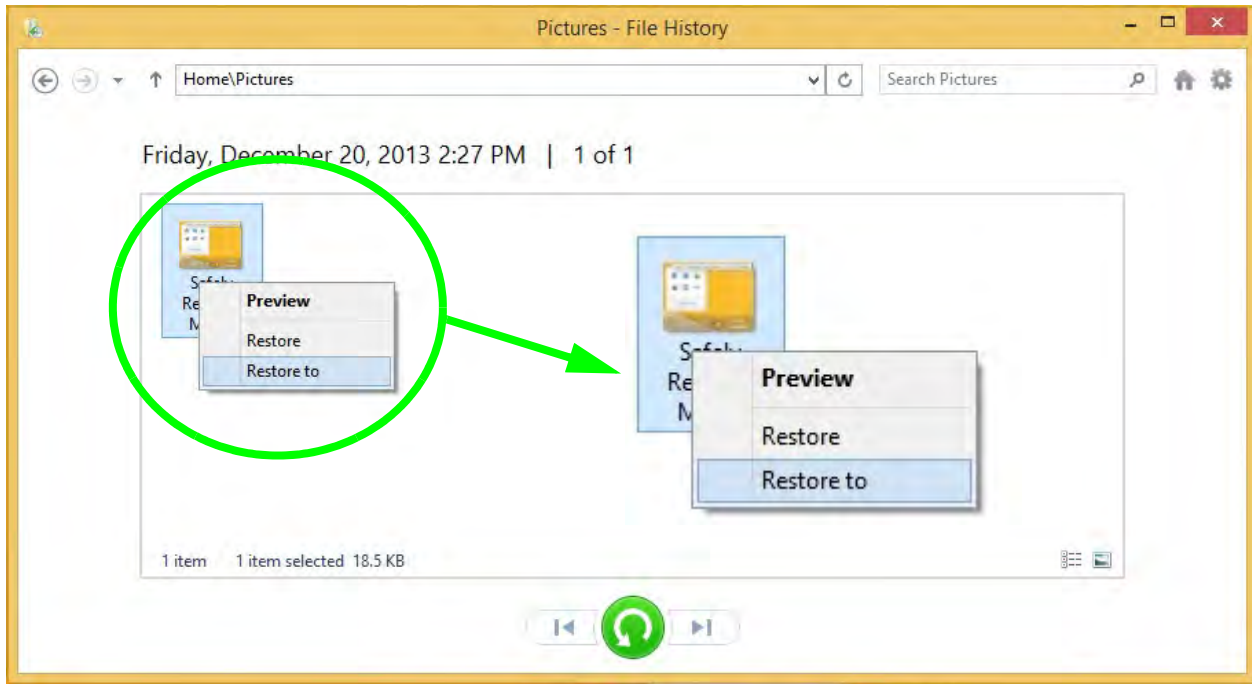 Pictures - File History
Home\Pictures
Search Pictures
Friday, December 20, 2013 2:27 PM | 1 of 1
Preview
Restore
Restore to
Preview
Restore
Restore to
1 item 1 item selected 18.5 KB